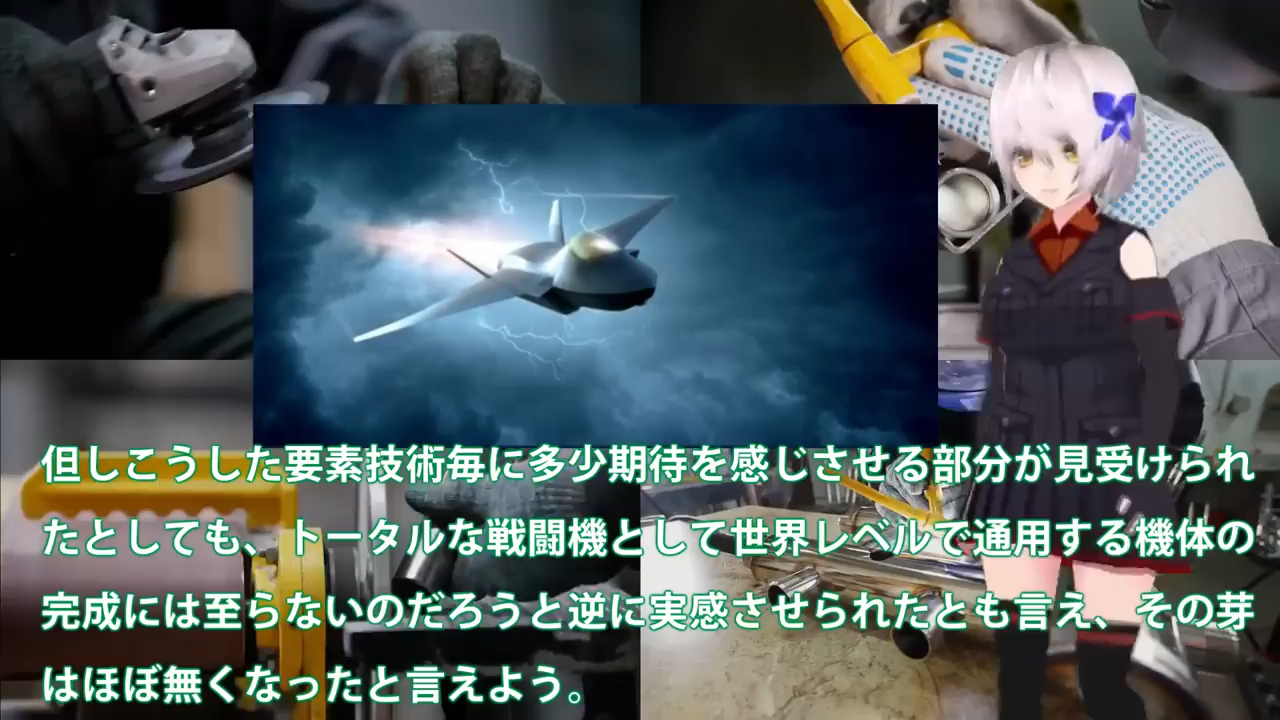 但しこうした要素技術毎に多少期待を感じさせる部分が見受けられ
たとしても、トータルな戦闘機として世界レベルで通用する機体の
完成には至らないのだろうと逆に実感させられたとも言え、その芽
はほぼ無くなったと言えよう。